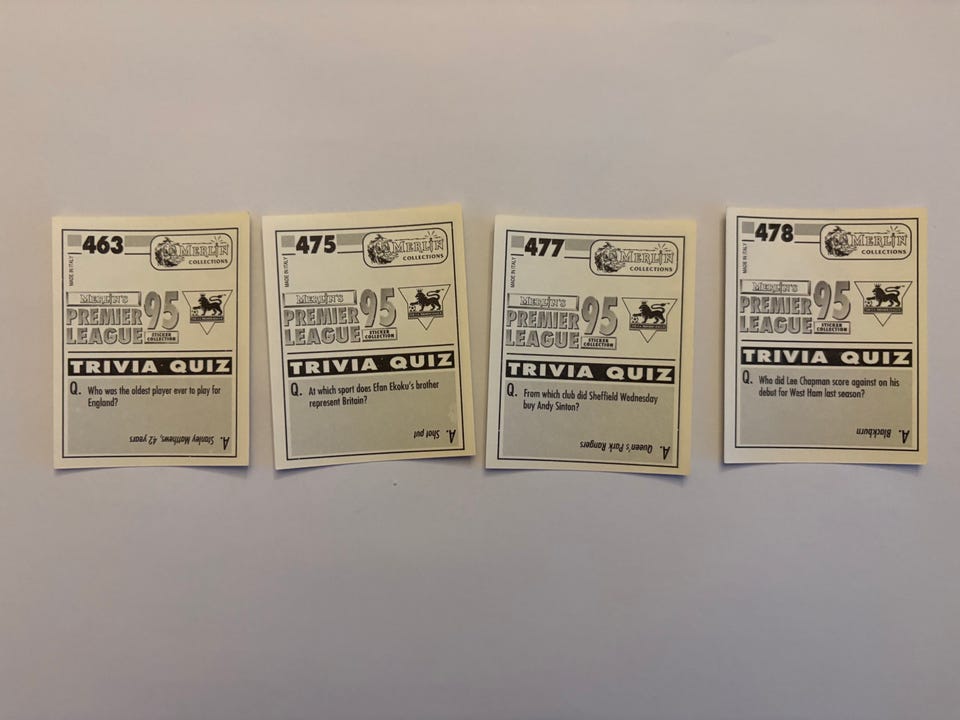 463
MERLIN
COLLECTIONS
MADE IN ITALY
MERLIN'S
PREMIER
LEAGUE
95
STICKER
COLLECTION
TRIVIA QUIZ
Q. Who was the oldest player ever to play for
England?
A. Stanley Matthews, 42 years
475
MERLIN
COLLECTIONS
MADE IN ITALY
MERLIN'S
PREMIER
LEAGUE
95
STICKER
COLLECTION
TRIVIA QUIZ
Q. At which sport does Efan Ekoku's brother
represent Britain?
A. Shot put
477
MERLIN
COLLECTIONS
MADE IN ITALY
MERLIN'S
PREMIER
LEAGUE
95
STICKER
COLLECTION
TRIVIA QUIZ
Q. From which club did Sheffield Wednesday
buy Andy Sinton?
A. Queen's Park Rangers
478
MERLIN
COLLECTIONS
MADE IN ITALY
MERLIN'S
PREMIER
LEAGUE
95
STICKER
COLLECTION
TRIVIA QUIZ
Q. Who did Lee Chapman score against on his
debut for West Ham last season?
A. Blackburn